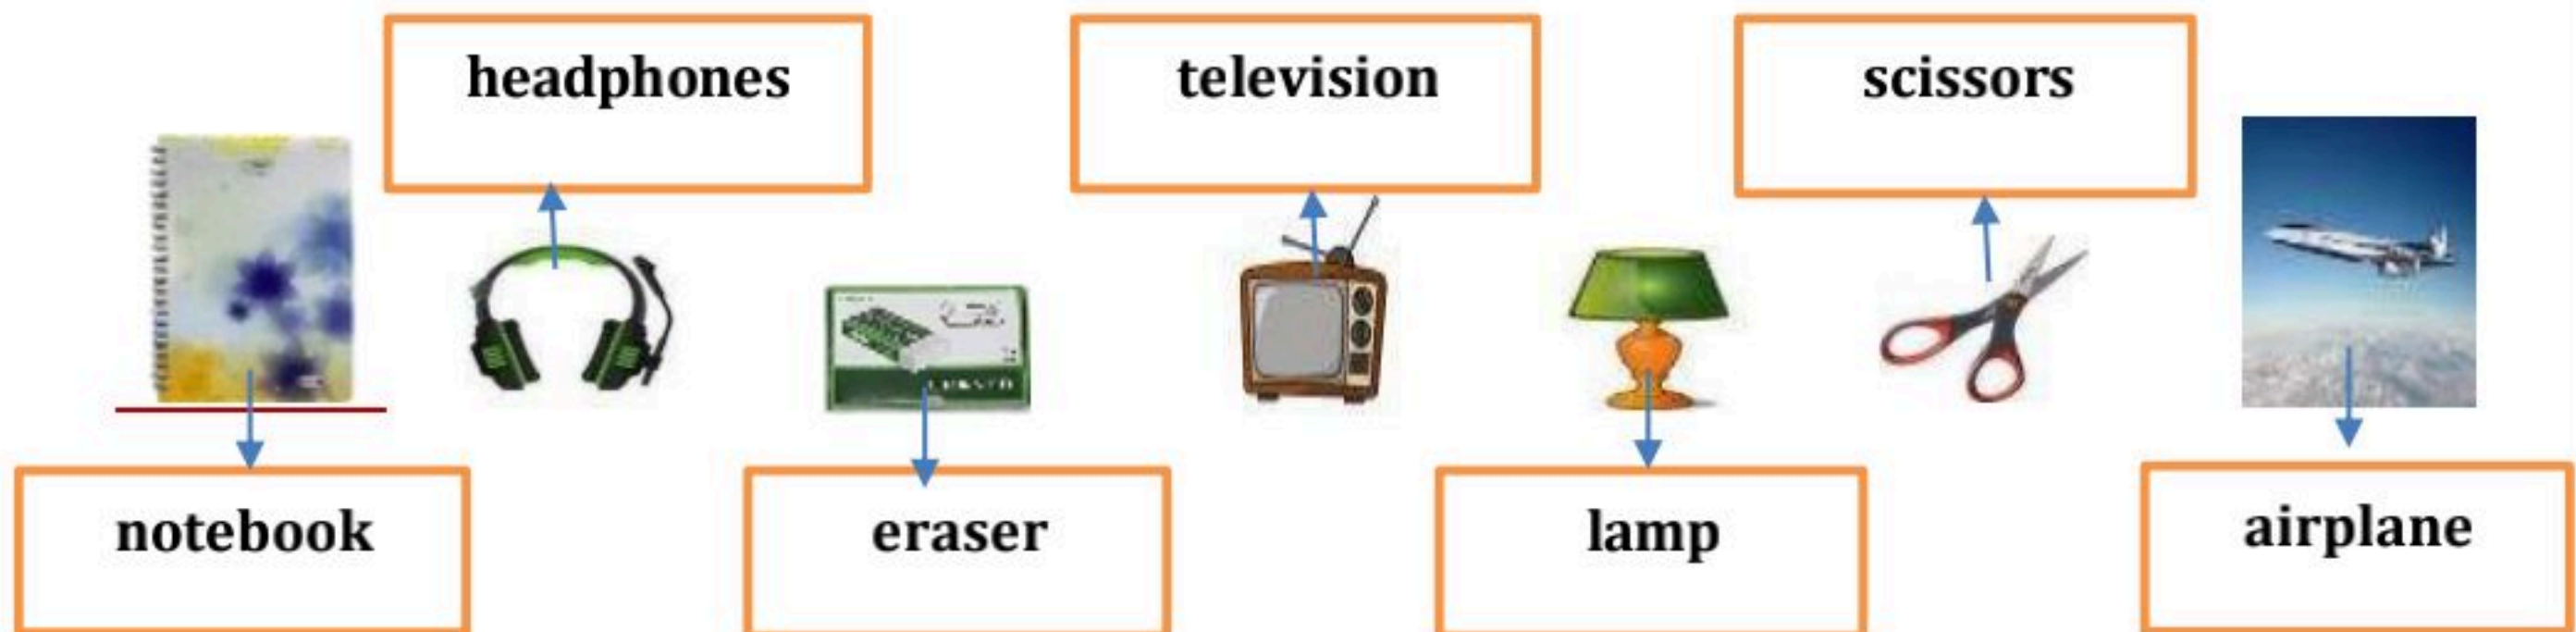 headphones
television
scissors
notebook
eraser
lamp
airplane